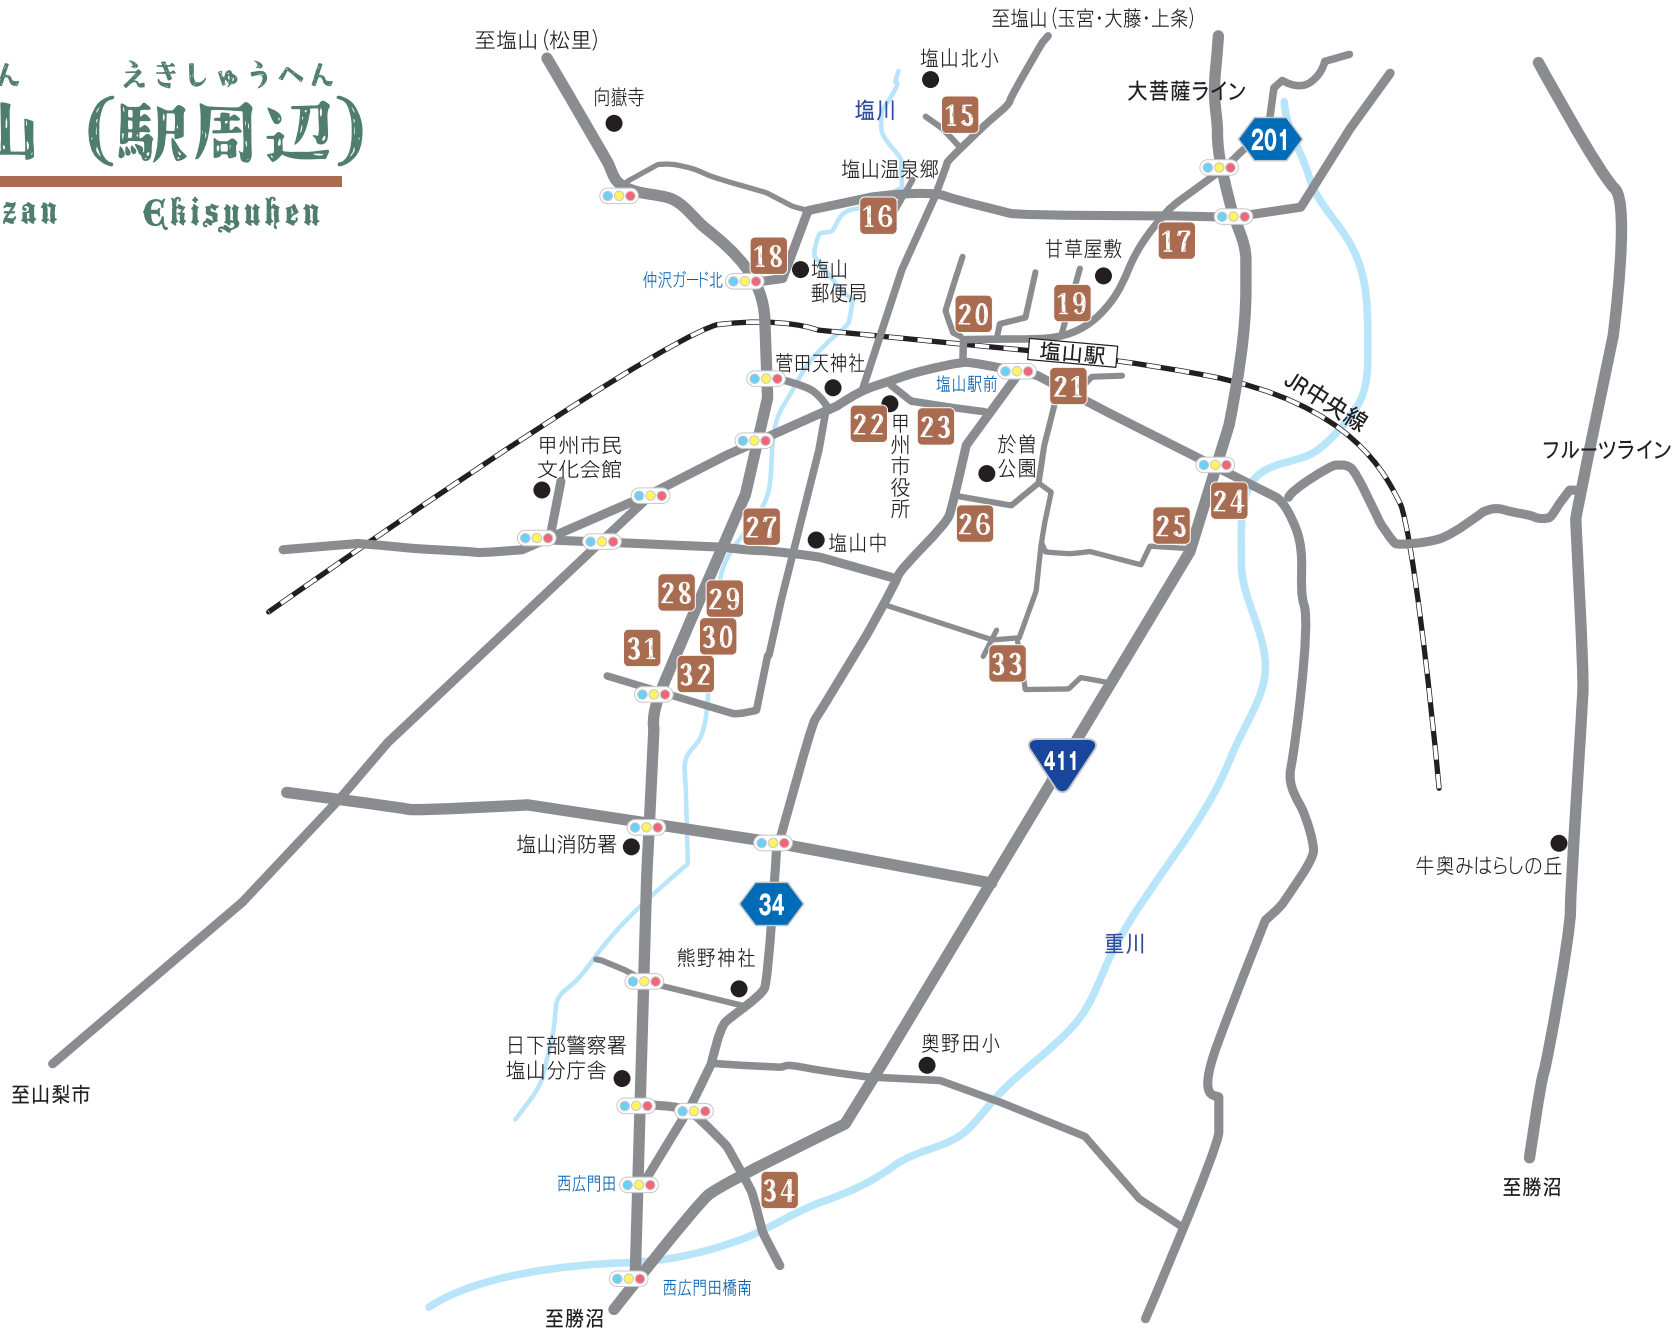 ん
えきしゅうへん
山
(駅周辺)
zan
Ekisyuhen
至塩山(松里)
至塩山(玉宮・大藤・上条)
塩山北小
向嶽寺
塩川
15
大菩薩ライン
201
塩山温泉郷
16
17
18
甘草屋敷
塩山
郵便局
仲沢ガード北
19
20
塩山駅
菅田天神社
塩山駅前
21
JR中央線
22
23
甲州市役所
於曽
公園
フルーツライン
甲州市民
文化会館
24
25
26
27
塩山中
28
29
30
31
32
33
411
塩山消防署
34
牛奥みはらしの丘
重川
熊野神社
日下部警察署
塩山分庁舎
奥野田小
至山梨市
西広門田
34
至勝沼
西広門田橋南
至勝沼